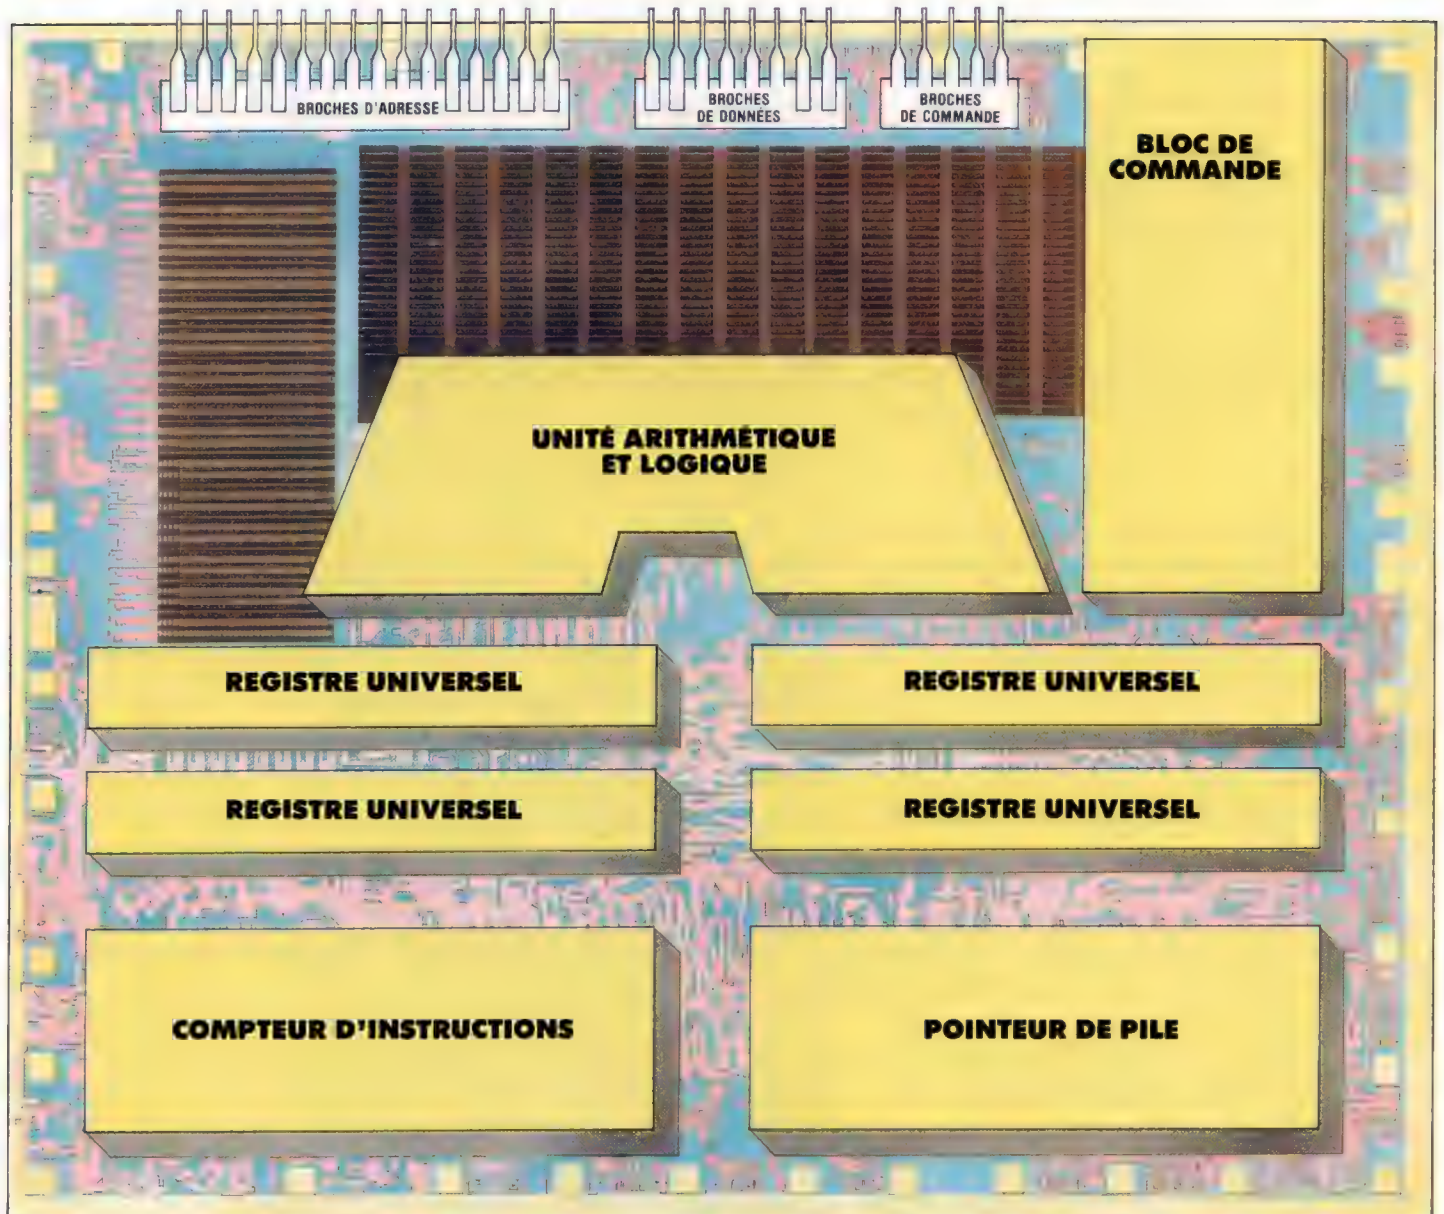 BROCHES D'ADRESSE
BROCHES
DE DONNÉES
BROCHES
DE COMMANDE
BLOC DE
COMMANDE
UNITÉ ARITHMÉTIQUE
ET LOGIQUE
REGISTRE UNIVERSEL
REGISTRE UNIVERSEL
REGISTRE UNIVERSEL
REGISTRE UNIVERSEL
COMPTEUR D'INSTRUCTIONS
POINTEUR DE PILE